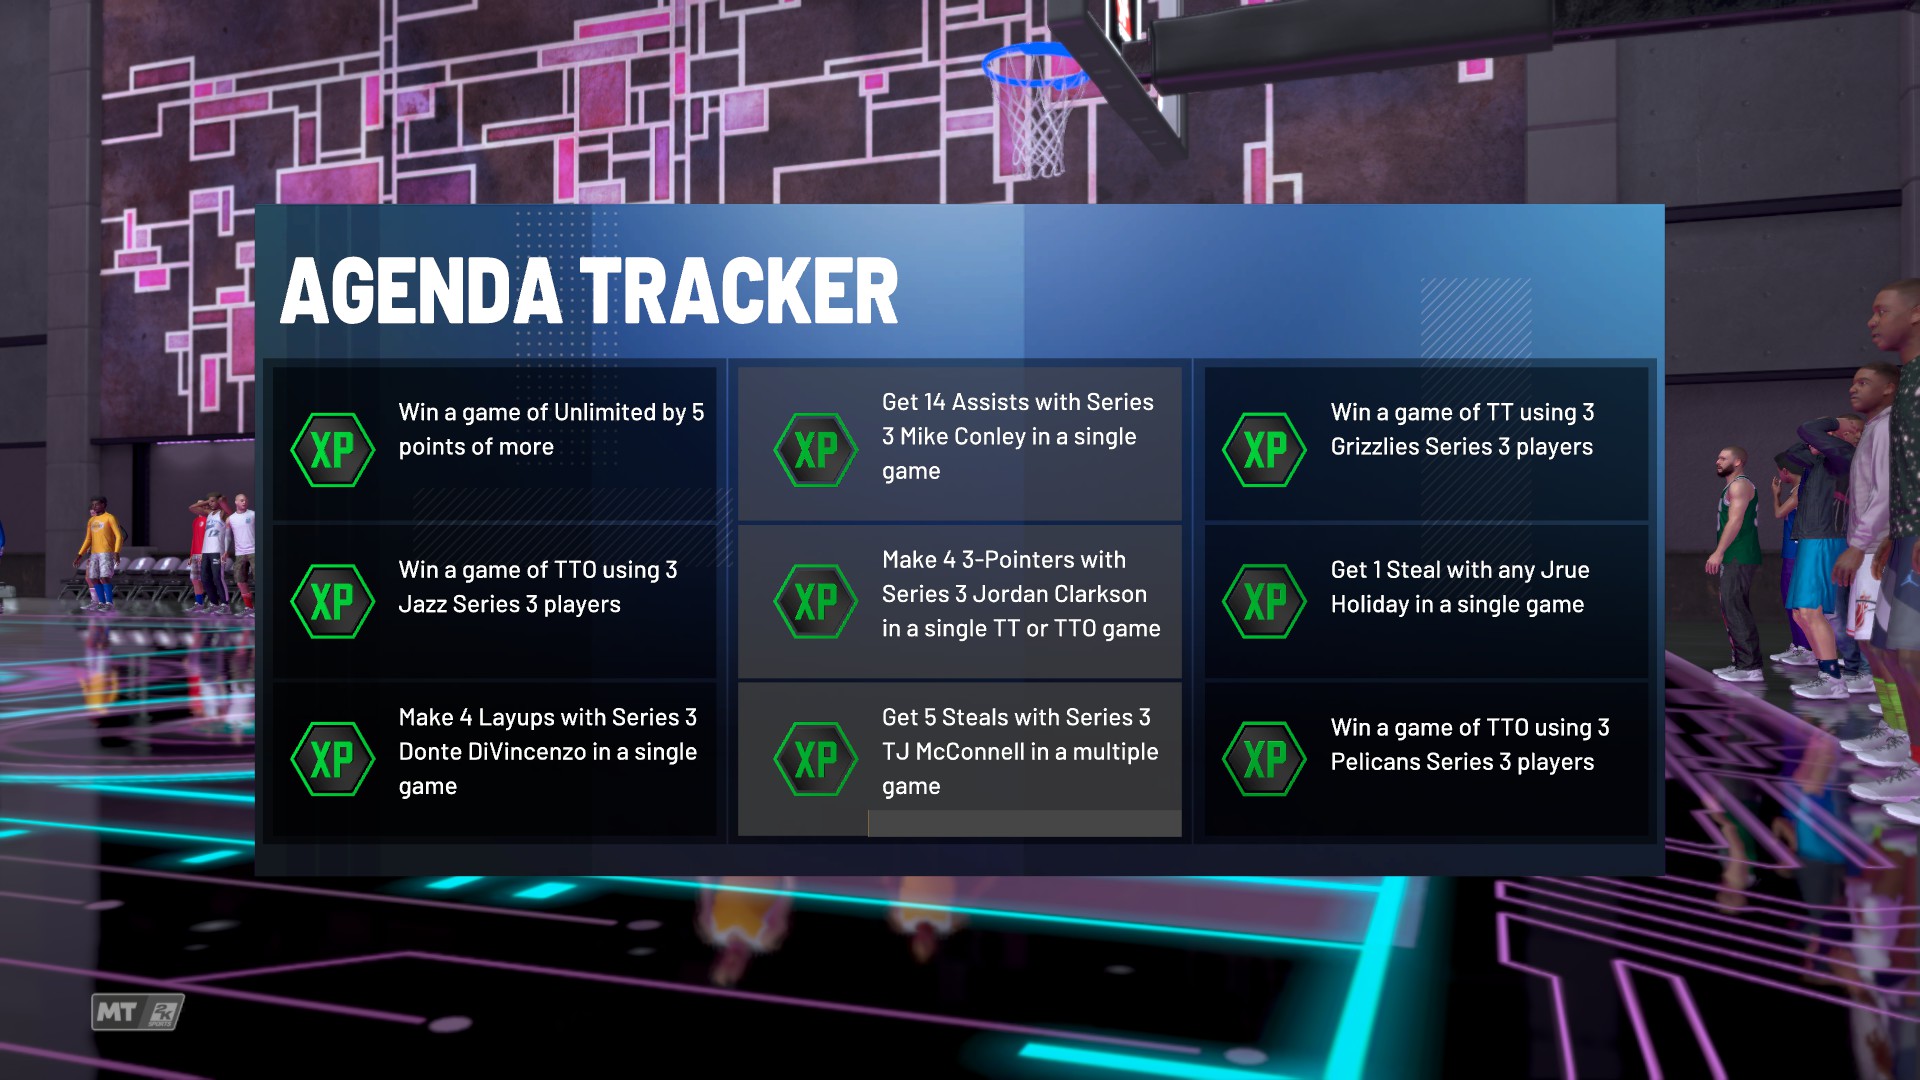 AGENDA TRACKER
XP
Win a game of Unlimited by 5
points of more
XP
Get 14 Assists with Series
3 Mike Conley in a single
game
XP
Win a game of TT using 3
Grizzlies Series 3 players
XP
Win a game of TTO using 3
Jazz Series 3 players
XP
Make 4 3-Pointers with
Series 3 Jordan Clarkson
in a single TT or TTO game
XP
Get 1 Steal with any Jrue
Holiday in a single game
XP
Make 4 Layups with Series 3
Donte DiVincenzo in a single
game
XP
Get 5 Steals with Series 3
TJ McConnell in a multiple
game
XP
Win a game of TTO using 3
Pelicans Series 3 players
MT 2K
SPORTS